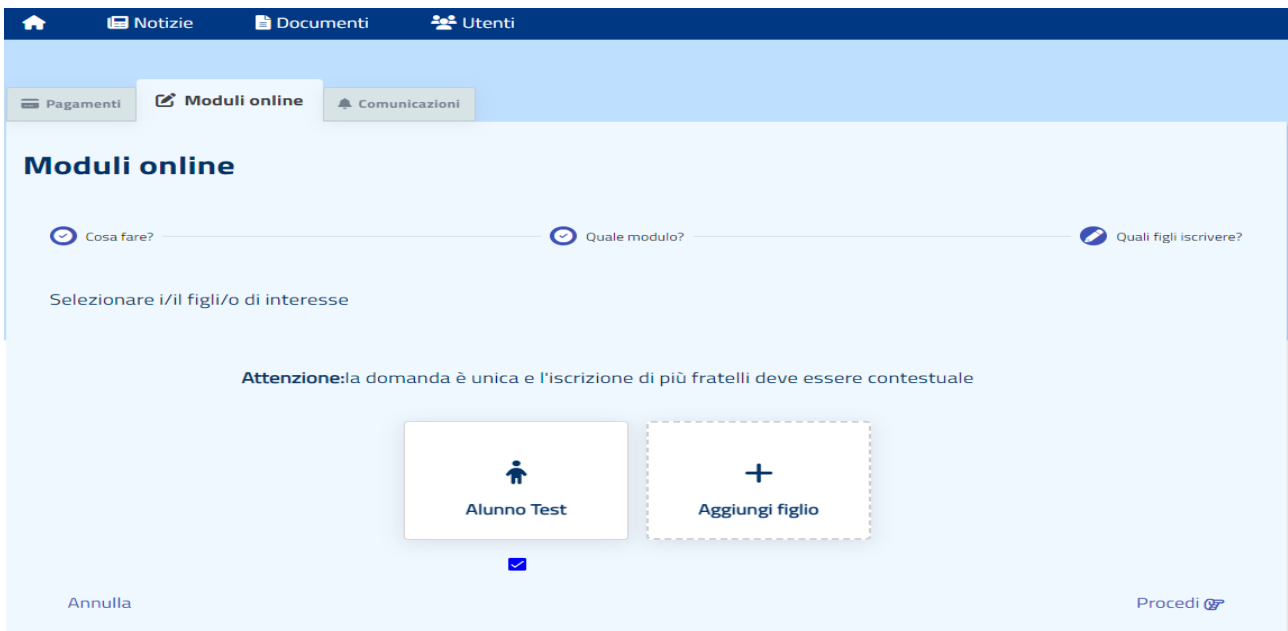 Notizie Documenti Utenti
Pagamenti Moduli online Comunicazioni
Moduli online
Cosa fare? Quale modulo? Quali figli iscrivere?
Selezionare i/il figli/o di interesse
Attenzione:la domanda è unica e l'iscrizione di più fratelli deve essere contestuale
Alunno Test Aggiungi figlio
Annulla Procedi